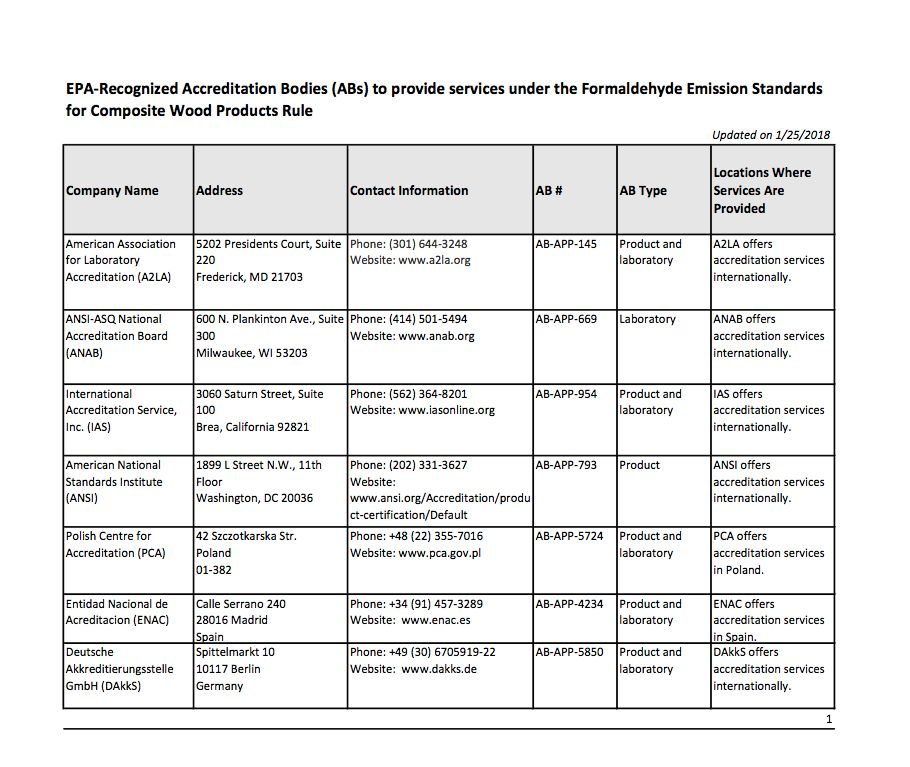 EPA-Recognized Accreditation Bodies (ABs) to provide services under the Formaldehyde Emission Standards
for Composite Wood Products Rule
Updated on 1/25/2018
Company Name
Address
Contact Information
AB #
AB Type
Locations Where
Services Are
Provided
American Association
for Laboratory
Accreditation (A2LA)
5202 Presidents Court, Suite
220
Frederick, MD 21703
Phone: (301) 644-3248
Website: www.a2la.org
AB-APP-145
Product and
laboratory
A2LA offers
accreditation services
internationally.
ANSI-ASQ National
Accreditation Board
(ANAB)
600 N. Plankinton Ave., Suite
300
Milwaukee, WI 53203
Phone: (414) 501-5494
Website: www.anab.org
AB-APP-669
Laboratory
ANAB offers
accreditation services
internationally.
International
Accreditation Service,
Inc. (IAS)
3060 Saturn Street, Suite
100
Brea, California 92821
Phone: (562) 364-8201
Website: www.iasonline.org
AB-APP-954
Product and
laboratory
IAS offers
accreditation services
internationally.
American National
Standards Institute
(ANSI)
1899 L Street N.W., 11th
Floor
Washington, DC 20036
Phone: (202) 331-3627
Website:
www.ansi.org/Accreditation/produ
ct-certification/Default
AB-APP-793
Product
ANSI offers
accreditation services
internationally.
Polish Centre for
Accreditation (PCA)
42 Szczotkarska Str.
Poland
01-382
Phone: +48 (22) 355-7016
Website: www.pca.gov.pl
AB-APP-5724
Product and
laboratory
PCA offers
accreditation services
in Poland.
Entidad Nacional de
Acreditacion (ENAC)
Calle Serrano 240
28016 Madrid
Spain
Phone: +34 (91) 457-3289
Website: www.enac.es
AB-APP-4234
Product and
laboratory
ENAC offers
accreditation services
in Spain.
Deutsche
Akkreditierungsstelle
GmbH (DAkkS)
Spittelmarkt 10
10117 Berlin
Germany
Phone: +49 (30) 6705919-22
Website: www.dakks.de
AB-APP-5850
Product and
laboratory
DAkkS offers
accreditation services
internationally.
1